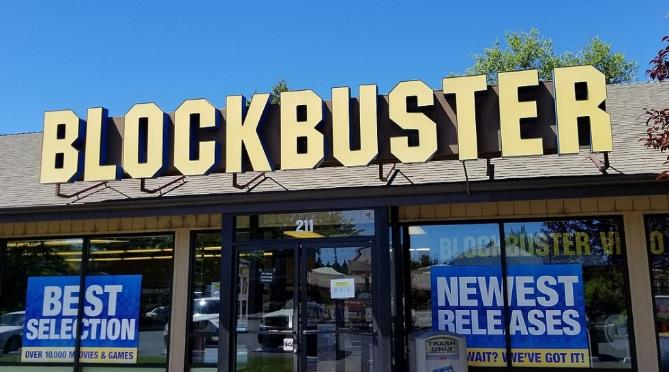 BLOCKBUSTER
211
BLOCKBUSTER VI
BEST
SELECTION
OVER 10,000 MOVIES & GAMES
NEWEST
RELEASES
WAIT? WE'VE GOT IT!
TRASH
ONLY